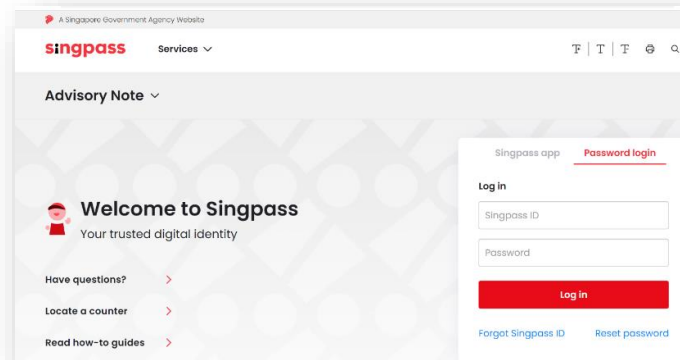 A Singapore Government Agency Website
singpass
Services
T | T | T
Advisory Note
Singpass app
Password login
Log in
Singpass ID
Password
Log in
Forgot Singpass ID
Reset password
Welcome to Singpass
Your trusted digital identity
Have questions?
Locate a counter
Read how-to guides